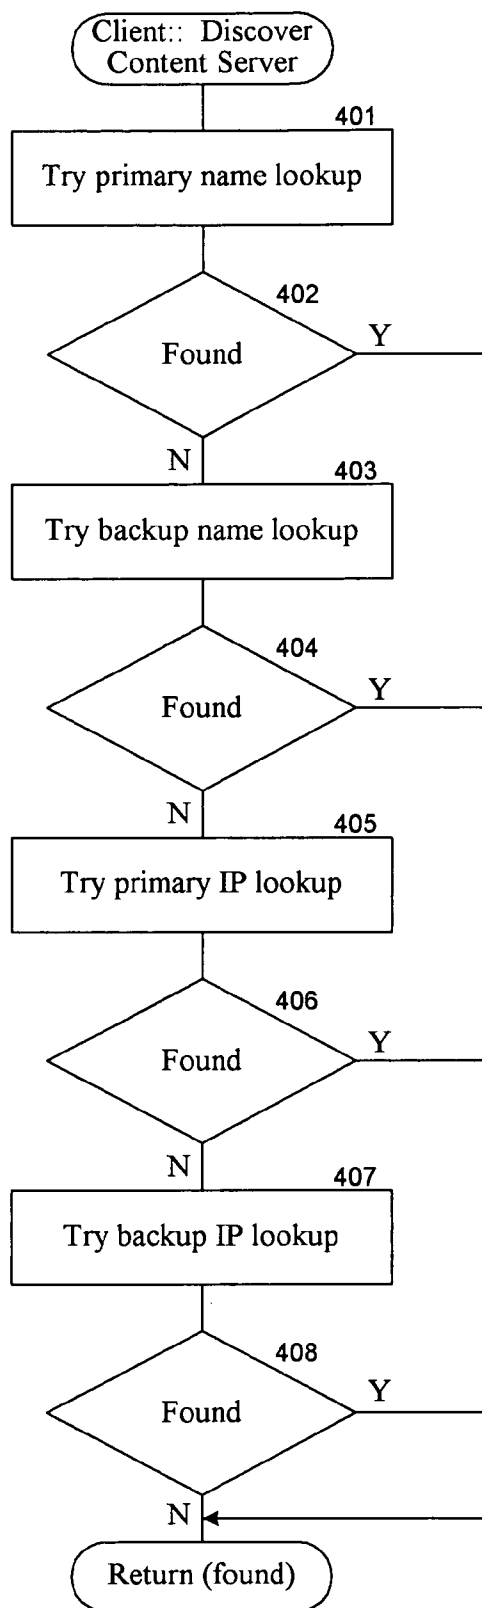 Client:: Discover
Content Server
401
Try primary name lookup
402
Found
Y
N
403
Try backup name lookup
404
Found
Y
N
405
Try primary IP lookup
406
Found
Y
N
407
Try backup IP lookup
408
Found
Y
N
Return (found)